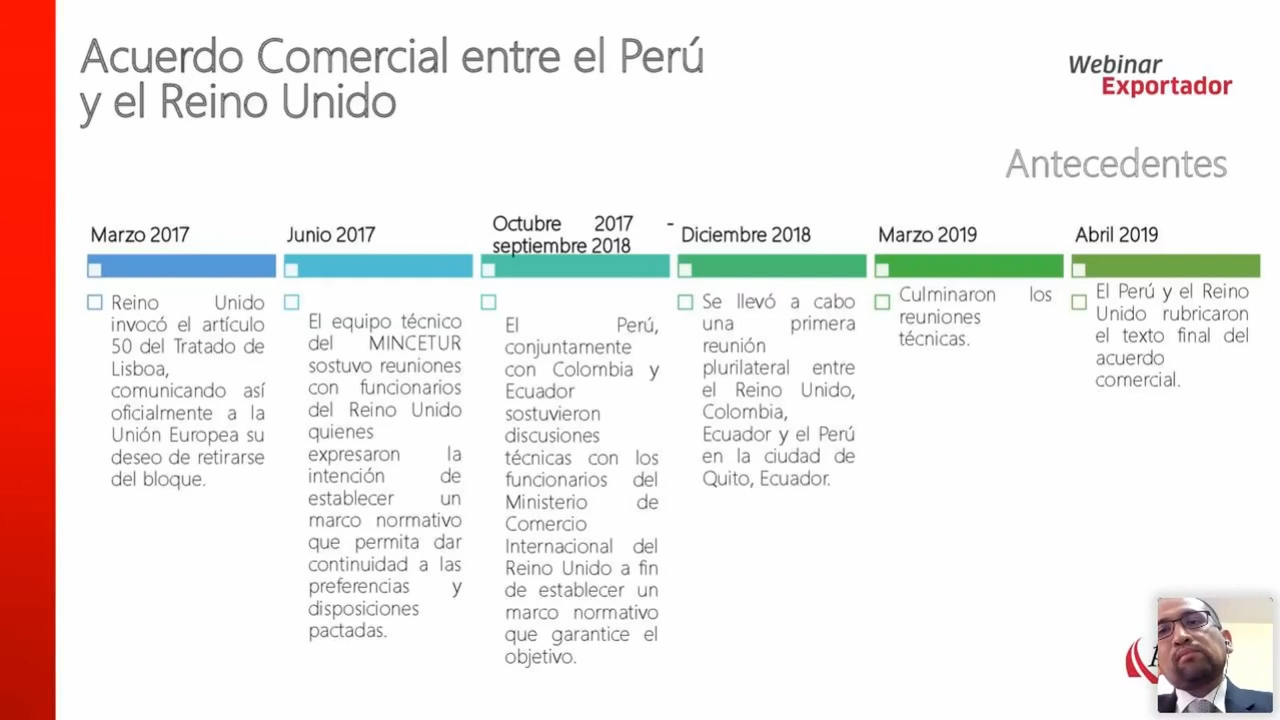 Acuerdo Comercial entre el Perú
y el Reino Unido
Webinar
Exportador
Antecedentes
Marzo 2017
Reino Unido
invocó el artículo
50 del Tratado de
Lisboa,
comunicando así
oficialmente a la
Unión Europea su
deseo de retirarse
del bloque.
Junio 2017
El equipo técnico
del MINCETUR
sostuvo reuniones
con funcionarios
del Reino Unido
quienes
expresaron la
intención de
establecer un
marco normativo
que permita dar
continuidad a las
preferencias y
disposiciones
pactadas.
Octubre 2017 -
septiembre 2018
El Perú,
conjuntamente
con Colombia y
Ecuador
sostuvieron
discusiones
técnicas con los
funcionarios del
Ministerio de
Comercio
Internacional del
Reino Unido a fin
de establecer un
marco normativo
que garantice el
objetivo.
Diciembre 2018
Se llevó a cabo
una primera
reunión
plurilateral entre
el Reino Unido,
Colombia,
Ecuador y el Perú
en la ciudad de
Quito, Ecuador.
Marzo 2019
Culminaron los
reuniones
técnicas.
Abril 2019
El Perú y el Reino
Unido rubricaron
el texto final del
acuerdo
comercial.